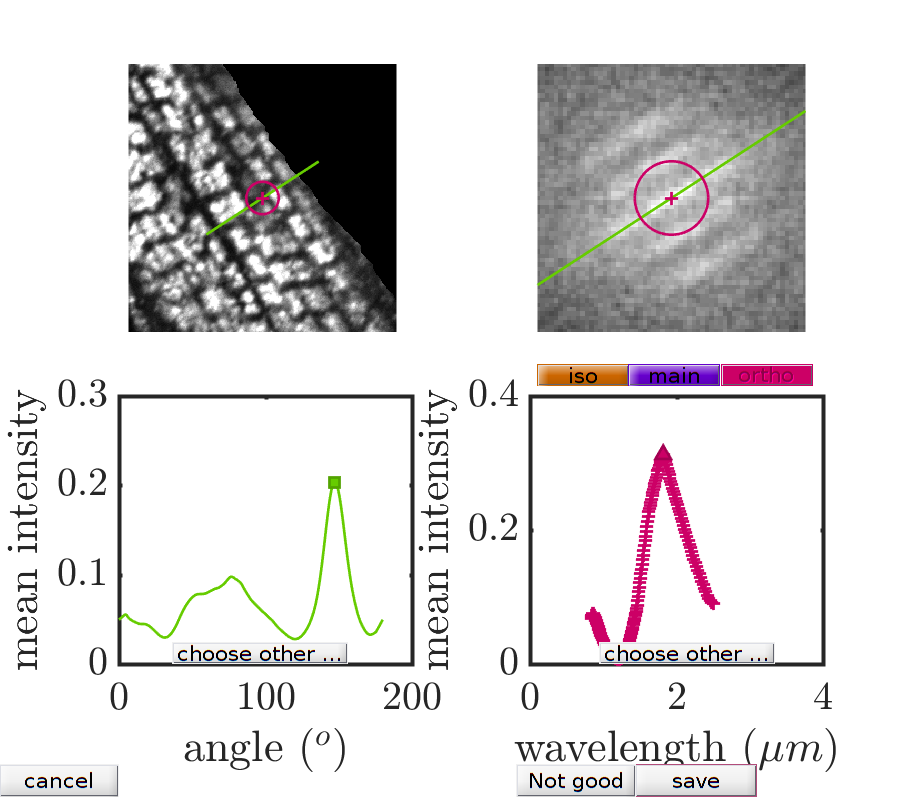 iso main ortho
0.3
0.2
0.1
0
mean intensity
choose other ...
0 100 200
angle (o)
0.4
0.2
0
mean intensity
choose other ...
0 2 4
wavelength (μm)
cancel
Not good
save